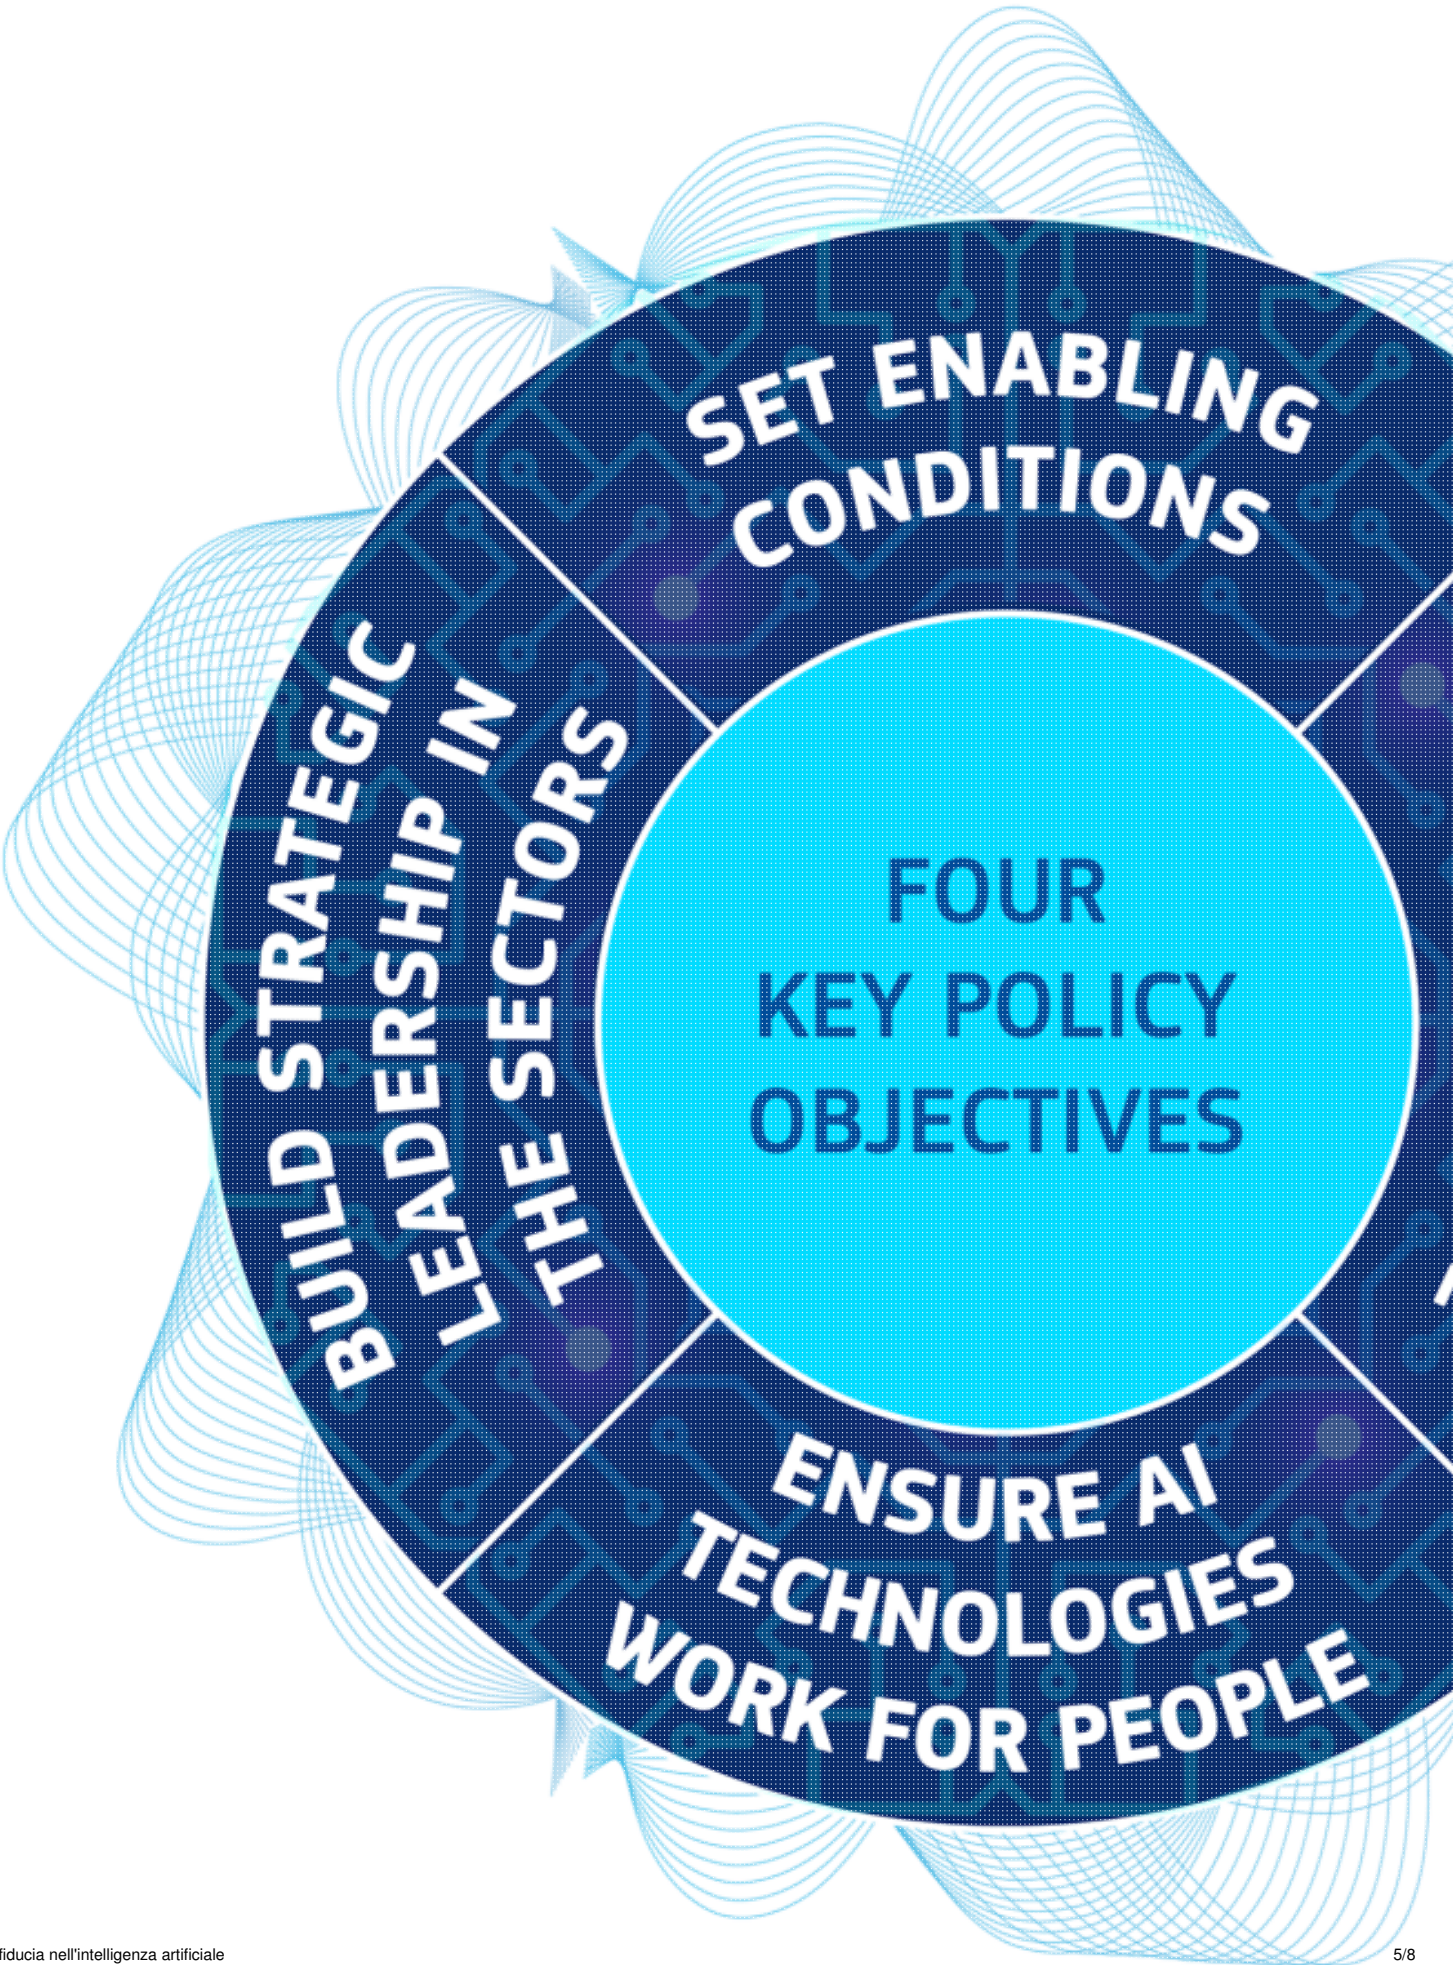 SET ENABLING
CONDITIONS
BUILD STRATEGIC
LEADERSHIP IN
THE SECTORS
FOUR
KEY POLICY
OBJECTIVES
ENSURE AI
TECHNOLOGIES
WORK FOR PEOPLE
fiducia nell'intelligenza artificiale
5/8